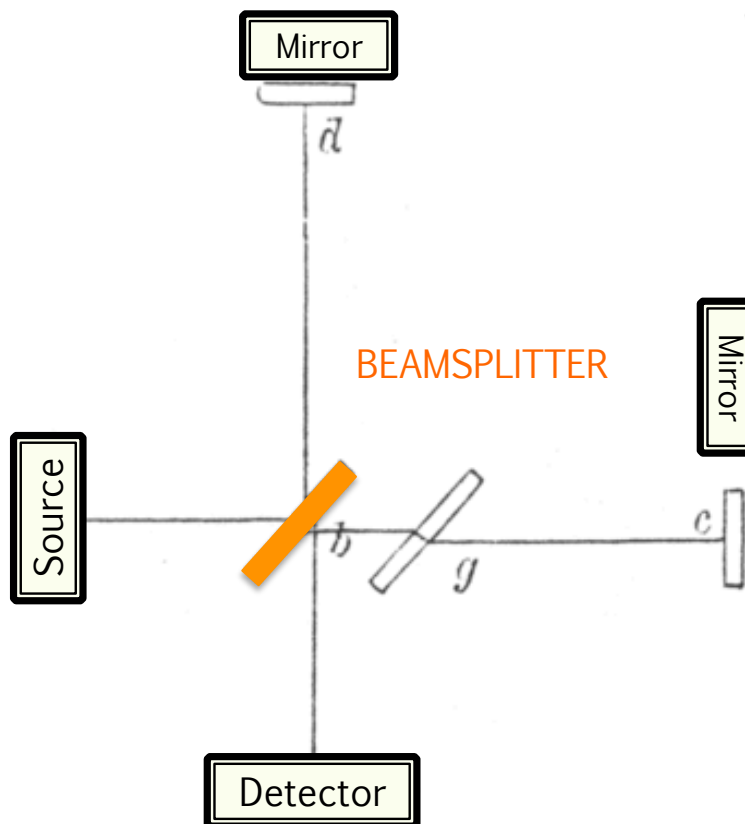 Mirror
d
BEAMSPLITTER
Mirror
Source
b
g
c
Detector